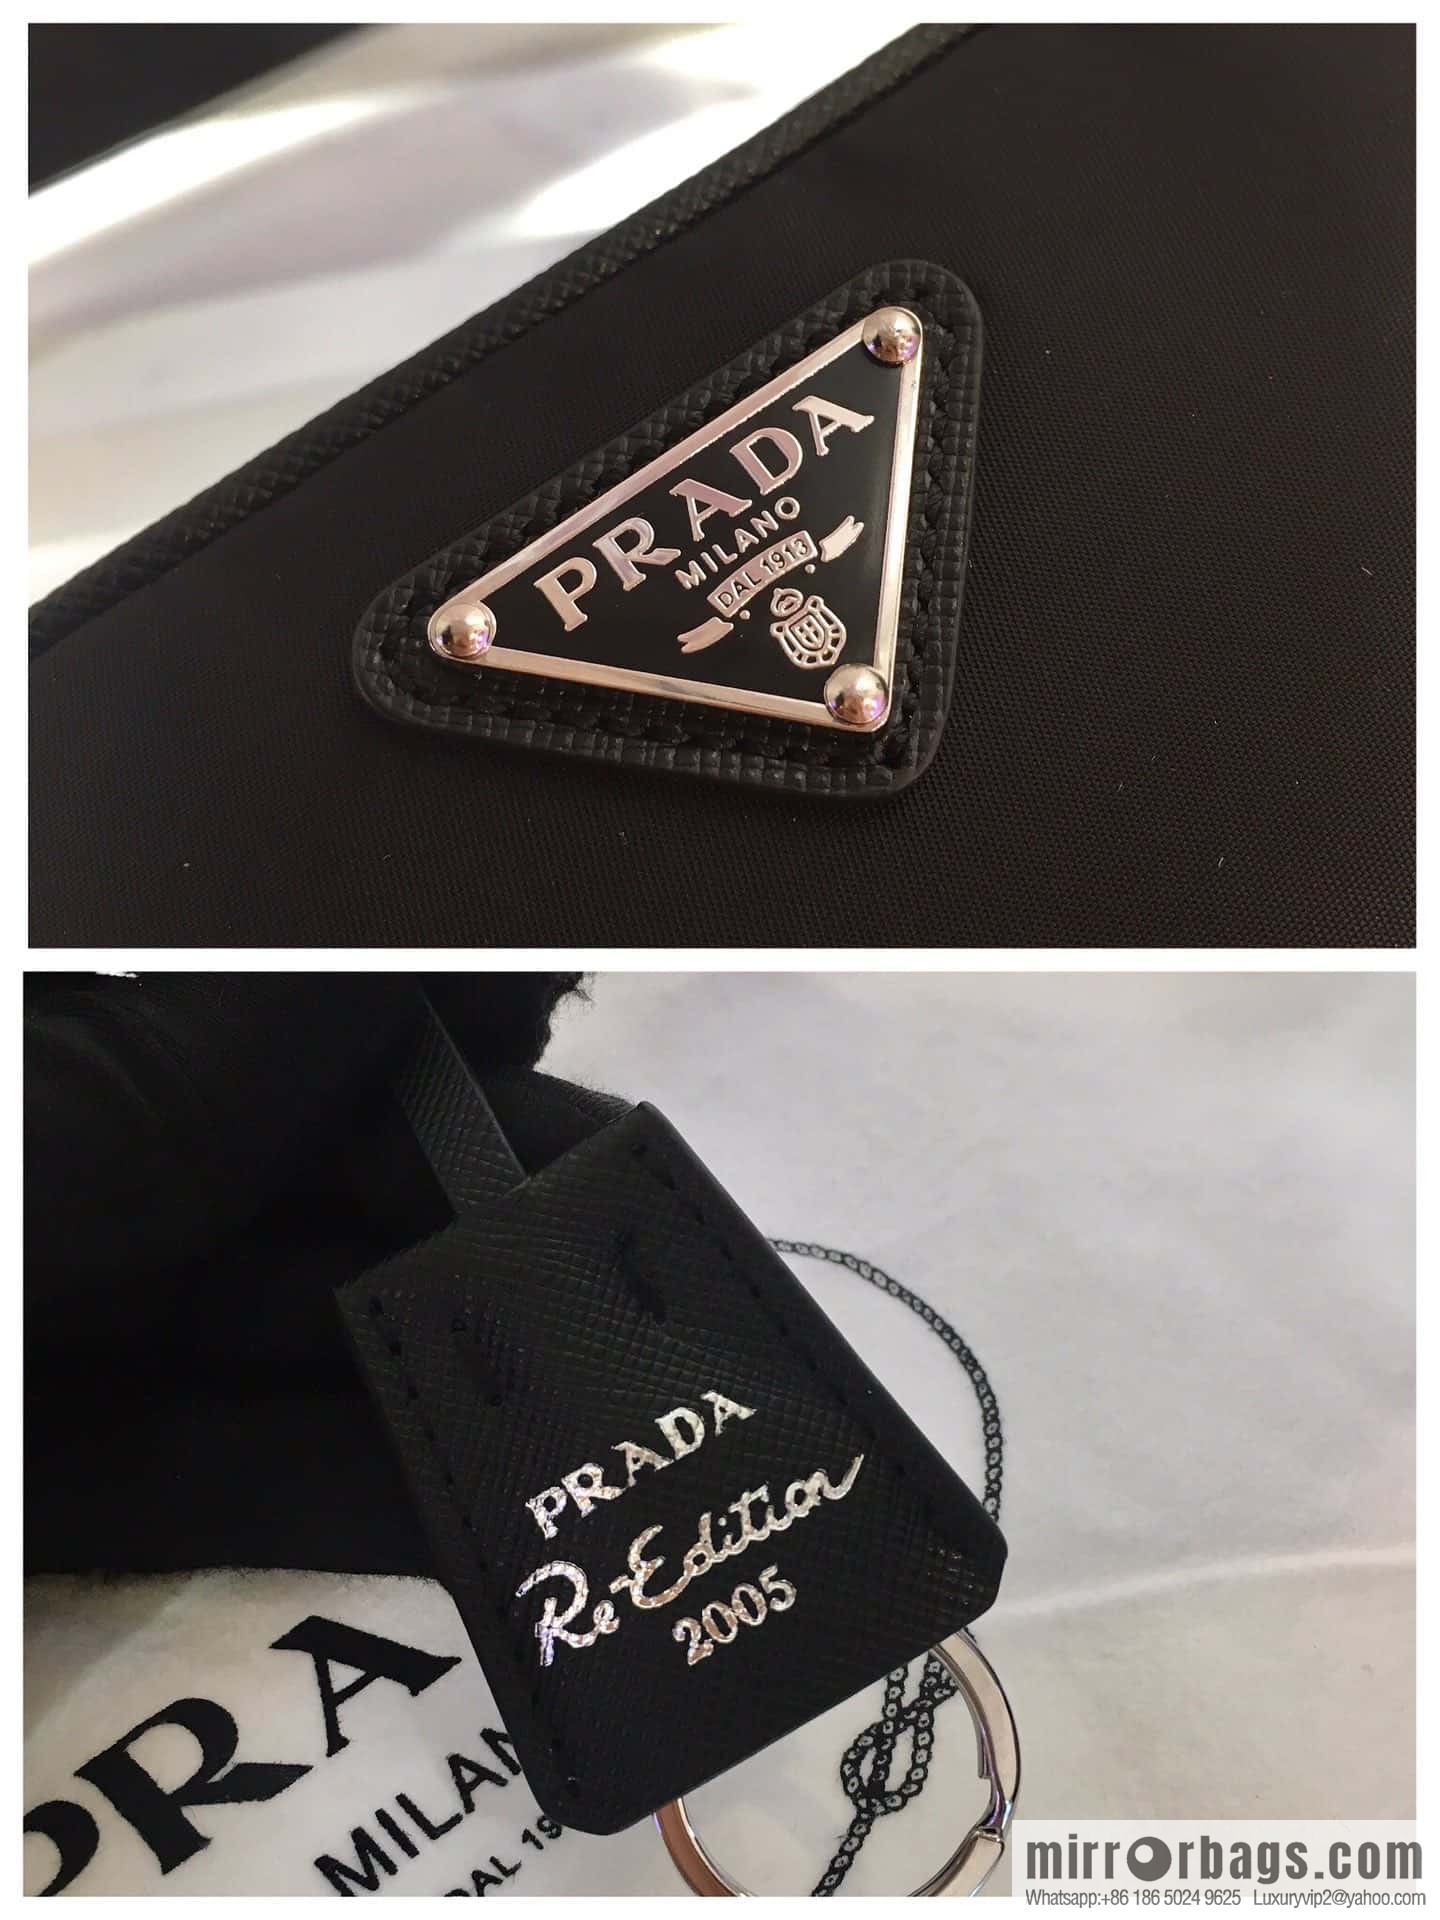 PRADA
MILANO
DAL 1913
PRADA
Re-Edition
2005
PRA
MILAN
DAL 19
mirrorbags.com
Whatsapp:+86 186 5024 9625 Luxuryvip2@yahoo.com